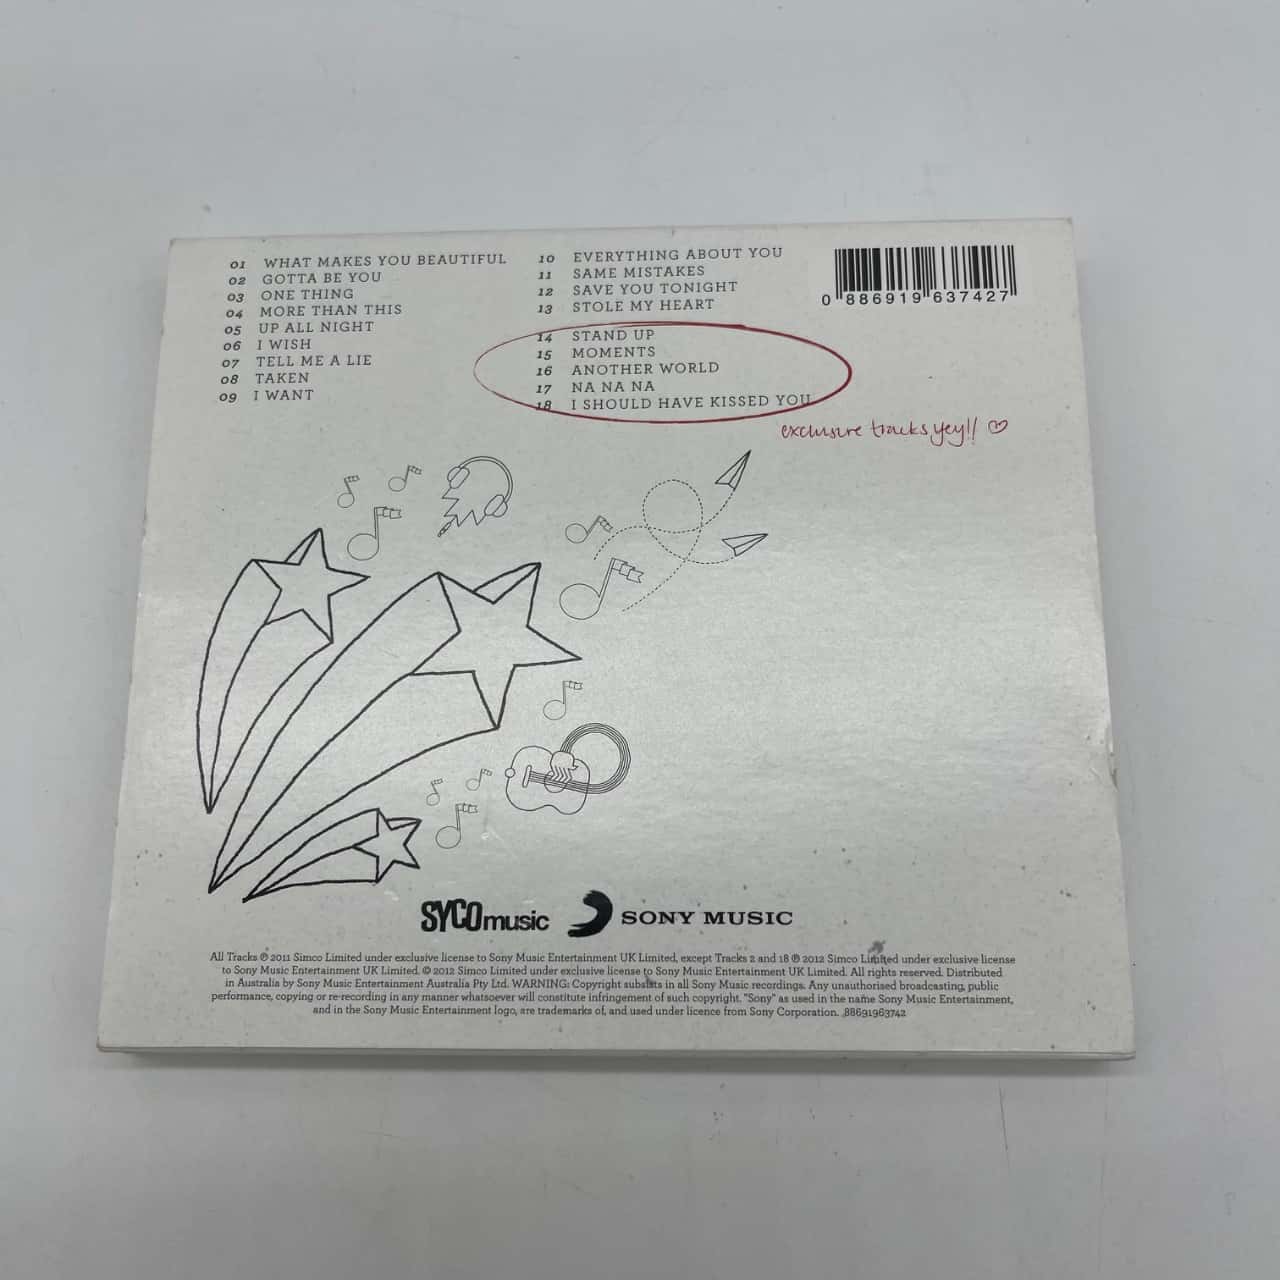 01 WHAT MAKES YOU BEAUTIFUL
02 GOTTA BE YOU
03 ONE THING
04 MORE THAN THIS
05 UP ALL NIGHT
06 I WISH
07 TELL ME A LIE
08 TAKEN
09 I WANT
10 EVERYTHING ABOUT YOU
11 SAME MISTAKES
12 SAVE YOU TONIGHT
13 STOLE MY HEART
14 STAND UP
15 MOMENTS
16 ANOTHER WORLD
17 NA NA NA
18 I SHOULD HAVE KISSED YOU
exclusive tracks yey!! ♡
0 886919 637427
SYCOmusic
SONY MUSIC
All Tracks ℗ 2011 Simco Limited under exclusive license to Sony Music Entertainment UK Limited, except Tracks 2 and 18 ℗ 2012 Simco Limited under exclusive license
to Sony Music Entertainment UK Limited. © 2012 Simco Limited under exclusive license to Sony Music Entertainment UK Limited. All rights reserved. Distributed
in Australia by Sony Music Entertainment Australia Pty Ltd. WARNING: Copyright subsists in all Sony Music recordings. Any unauthorised broadcasting, public
performance, copying or re-recording in any manner whatsoever will constitute infringement of such copyright. "Sony" as used in the name Sony Music Entertainment,
and in the Sony Music Entertainment logo, are trademarks of, and used under licence from Sony Corporation. 88691963742